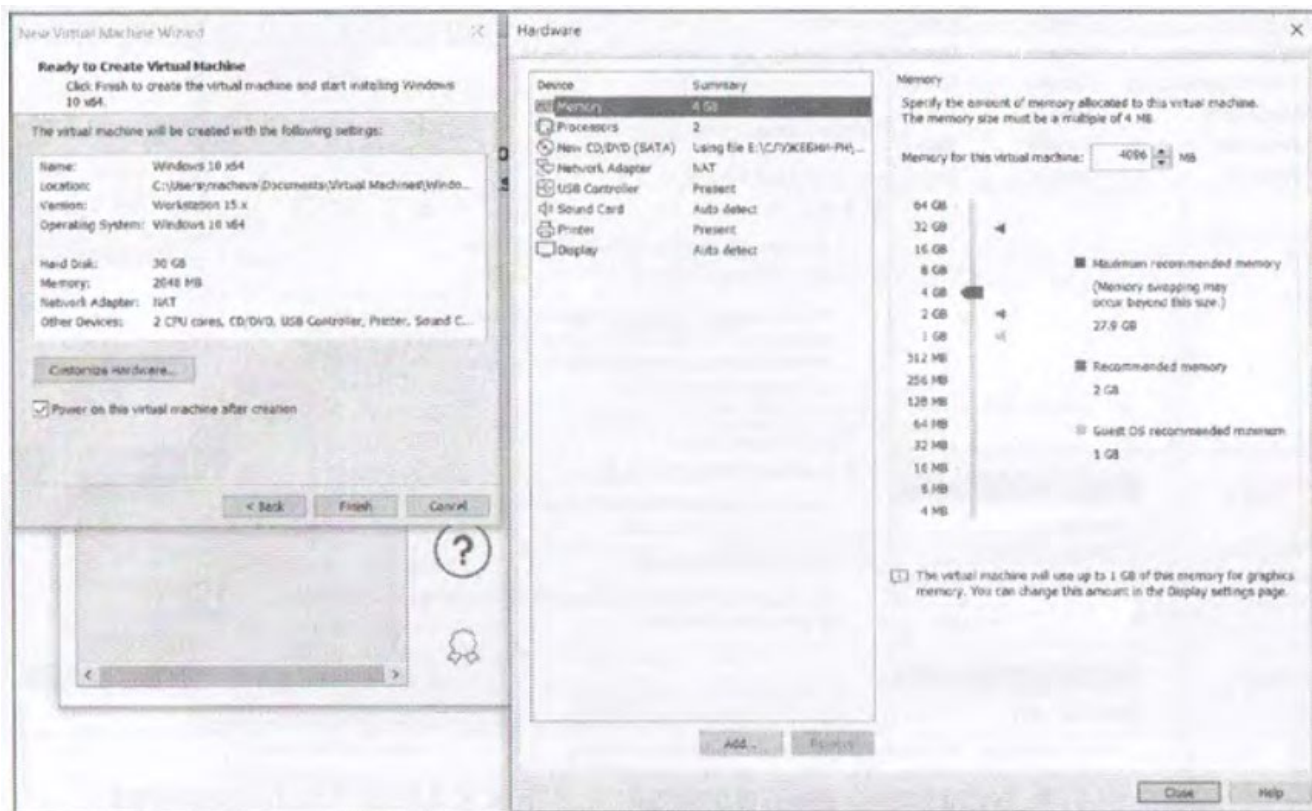 New Virtual Machine Wizard
Ready to Create Virtual Machine
Click Finish to create the virtual machine and start installing Windows
10 x64.
The virtual machine will be created with the following settings:
Name: Windows 10 x64
Location: C:\Users\ \Documents\Virtual Machines\Windo...
Version: Workstation 15.x
Operating System: Windows 10 x64
Hard Disk: 30 GB
Memory: 2048 MB
Network Adapter: NAT
Other Devices: 2 CPU cores, CD/DVD, USB Controller, Printer, Sound C...
Customize Hardware...
Power on this virtual machine after creation
< Back Finish Cancel
?
< >
Hardware
Device Summary
Memory 4 GB
Processors 2
New CD/DVD (SATA) Using file E:\СЛУЖЕБНИ-РН\...
Network Adapter NAT
USB Controller Present
Sound Card Auto detect
Printer Present
Display Auto detect
Add... Remove
Memory
Specify the amount of memory allocated to this virtual machine.
The memory size must be a multiple of 4 MB.
Memory for this virtual machine: 4096 MB
64 GB
32 GB
16 GB
8 GB
4 GB
2 GB
1 GB
512 MB
256 MB
128 MB
64 MB
32 MB
16 MB
8 MB
4 MB
Maximum recommended memory
(Memory swapping may
occur beyond this size.)
27.9 GB
Recommended memory
2 GB
Guest OS recommended minimum
1 GB
The virtual machine will use up to 1 GB of this memory for graphics
memory. You can change this amount in the Display settings page.
Close Help